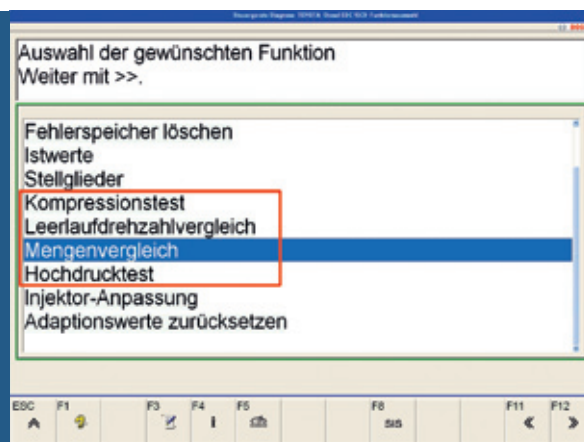 Auswahl der gewünschten Funktion
Weiter mit >>.
Fehlerspeicher löschen
Istwerte
Stellglieder
Kompressionstest
Leerlaufdrehzahlvergleich
Mengenvergleich
Hochdrucktest
Injektor-Anpassung
Adaptionswerte zurücksetzen
ESC F1 F3 F4 F5 F8 F11 F12
SIS